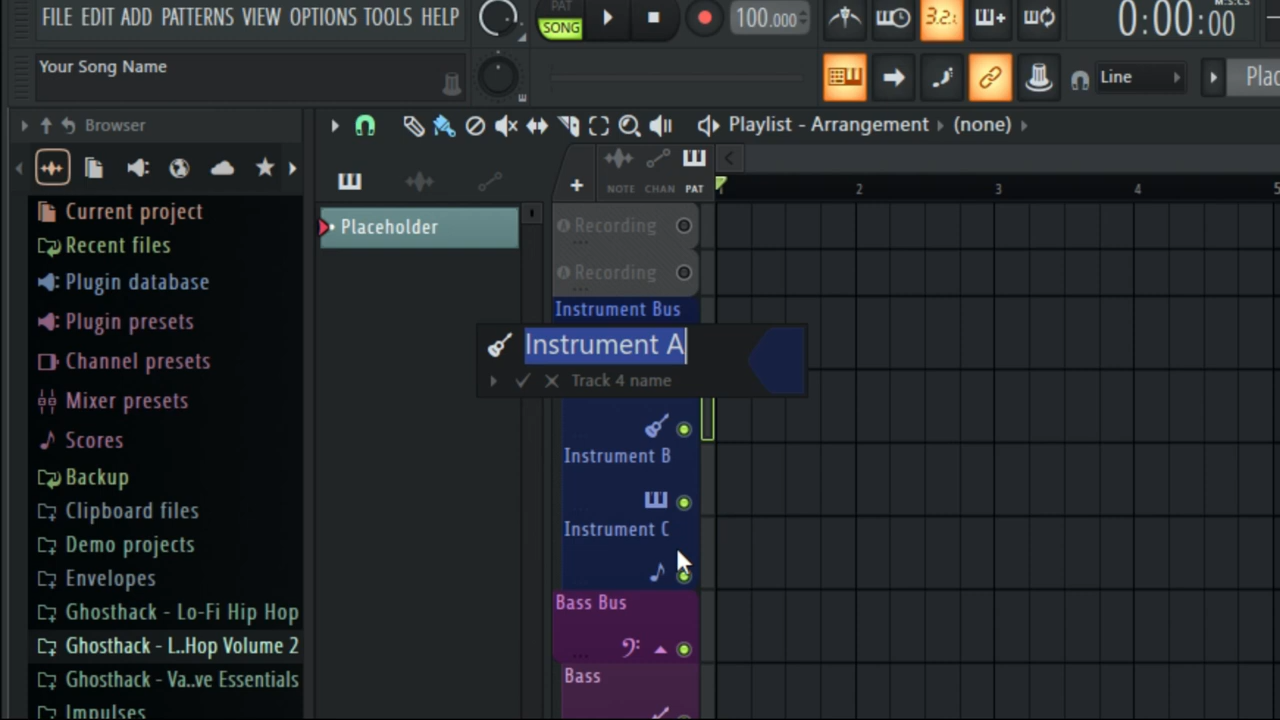 FILE EDIT ADD PATTERNS VIEW OPTIONS TOOLS HELP
PAT
SONG
100.000
3.2.
M:S:CS
0:00:00
Your Song Name
Line
Plac
Browser
Playlist - Arrangement
(none)
NOTE
CHAN
PAT
2
3
4
5
Current project
Recent files
Plugin database
Plugin presets
Channel presets
Mixer presets
Scores
Backup
Clipboard files
Demo projects
Envelopes
Ghosthack - Lo-Fi Hip Hop
Ghosthack - L..Hop Volume 2
Ghosthack - Va..ve Essentials
Impulses
Placeholder
Recording
Recording
Instrument Bus
Instrument A
Track 4 name
Instrument B
Instrument C
Bass Bus
Bass